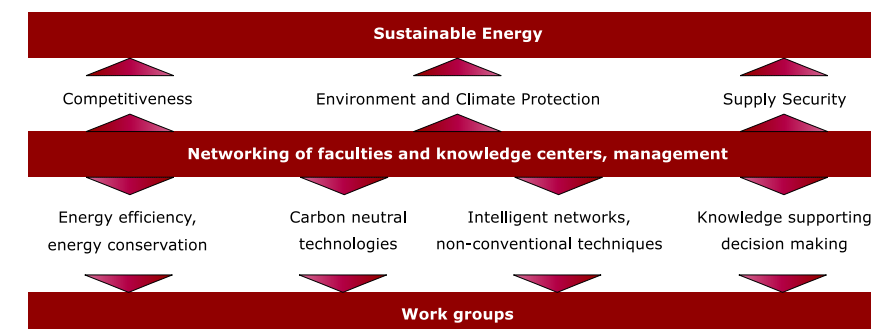 Sustainable Energy
Competitiveness
Environment and Climate Protection
Supply Security
Networking of faculties and knowledge centers, management
Energy efficiency,
energy conservation
Carbon neutral
technologies
Intelligent networks,
non-conventional techniques
Knowledge supporting
decision making
Work groups